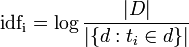 idf_i = log |D| / |{d : t_i ∈ d}|